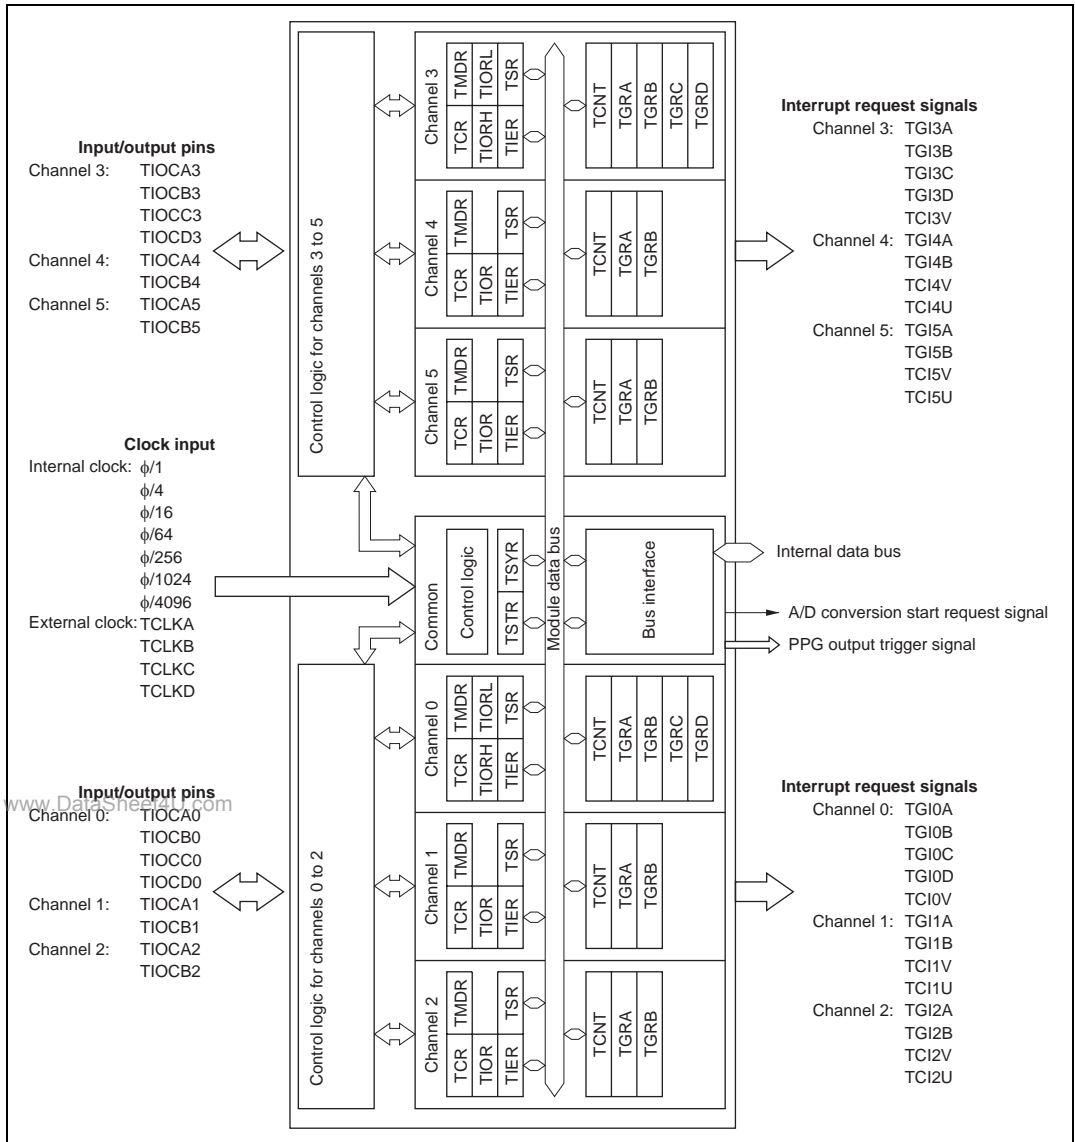 Input/output pins
Channel 3: TIOCA3
TIOCB3
TIOCC3
TIOCD3
Channel 4: TIOCA4
TIOCB4
Channel 5: TIOCA5
TIOCB5
Clock input
Internal clock: ϕ/1
ϕ/4
ϕ/16
ϕ/64
ϕ/256
ϕ/1024
ϕ/4096
External clock: TCLKA
TCLKB
TCLKC
TCLKD
Input/output pins
www.DataSheet4U.com
Channel 0: TIOCA0
TIOCB0
TIOCC0
TIOCD0
Channel 1: TIOCA1
TIOCB1
Channel 2: TIOCA2
TIOCB2
Control logic for channels 3 to 5
Control logic for channels 0 to 2
Channel 3
TMDR
TIORL
TSR
TCR
TIORH
TIER
TCNT
TGRA
TGRB
TGRC
TGRD
Channel 4
TMDR
TSR
TCR
TIOR
TIER
TCNT
TGRA
TGRB
Channel 5
TMDR
TSR
TCR
TIOR
TIER
TCNT
TGRA
TGRB
Common
Control logic
TSYR
TSTR
Module data bus
Bus interface
Channel 0
TMDR
TIORL
TSR
TCR
TIORH
TIER
TCNT
TGRA
TGRB
TGRC
TGRD
Channel 1
TMDR
TSR
TCR
TIOR
TIER
TCNT
TGRA
TGRB
Channel 2
TMDR
TSR
TCR
TIOR
TIER
TCNT
TGRA
TGRB
Interrupt request signals
Channel 3: TGI3A
TGI3B
TGI3C
TGI3D
TCI3V
Channel 4: TGI4A
TGI4B
TCI4V
TCI4U
Channel 5: TGI5A
TGI5B
TCI5V
TCI5U
Internal data bus
A/D conversion start request signal
PPG output trigger signal
Interrupt request signals
Channel 0: TGI0A
TGI0B
TGI0C
TGI0D
TCI0V
Channel 1: TGI1A
TGI1B
TCI1V
TCI1U
Channel 2: TGI2A
TGI2B
TCI2V
TCI2U